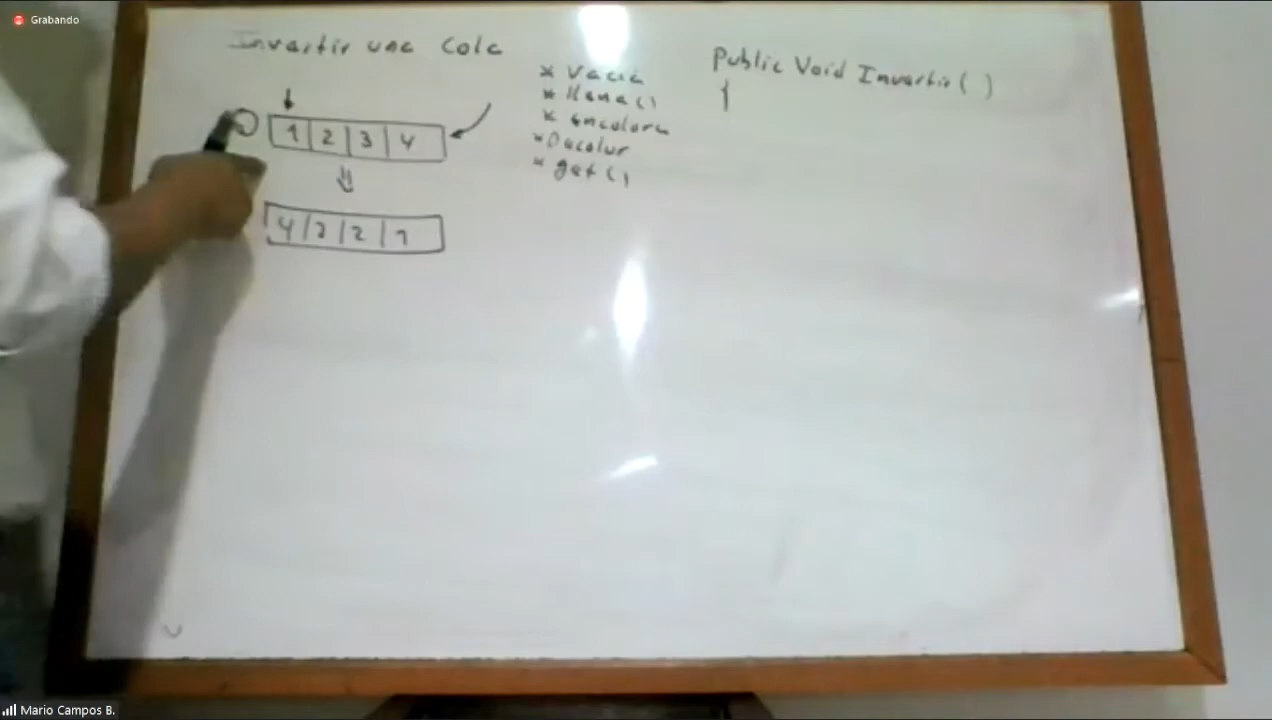 Grabando
Invertir una Cola
* Vacia
* llena()
* encolar
* Decolar
* get()
1 2 3 4
4 3 2 1
Public Void Invertir()
{
Mario Campos B.